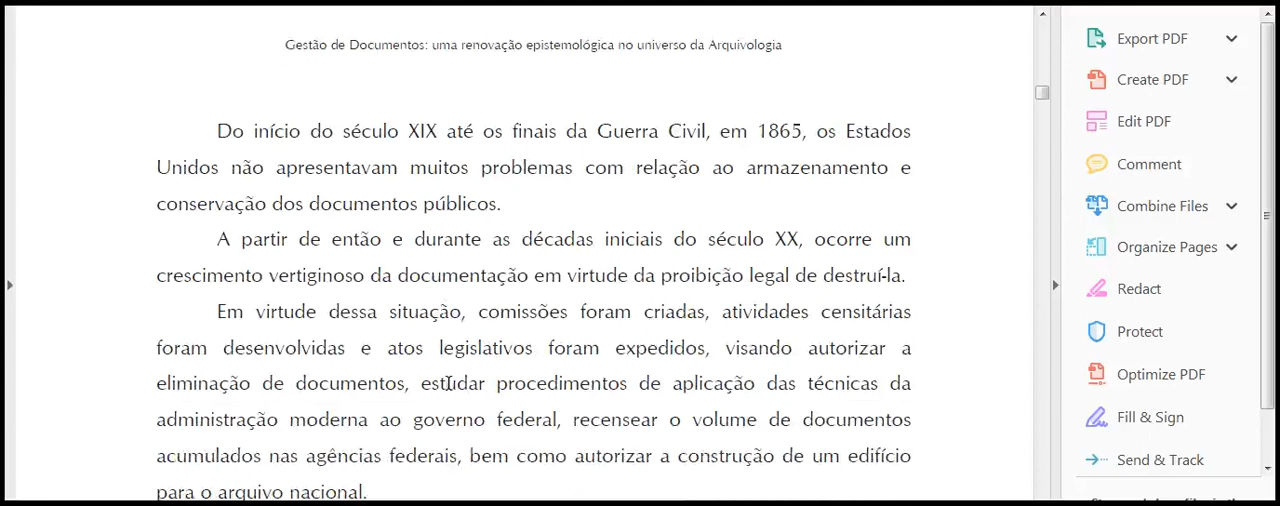 Gestão de Documentos: uma renovação epistemológica no universo da Arquivologia
Do início do século XIX até os finais da Guerra Civil, em 1865, os Estados
Unidos não apresentavam muitos problemas com relação ao armazenamento e
conservação dos documentos públicos.
A partir de então e durante as décadas iniciais do século XX, ocorre um
crescimento vertiginoso da documentação em virtude da proibição legal de destruí-la.
Em virtude dessa situação, comissões foram criadas, atividades censitárias
foram desenvolvidas e atos legislativos foram expedidos, visando autorizar a
eliminação de documentos, estudar procedimentos de aplicação das técnicas da
administração moderna ao governo federal, recensear o volume de documentos
acumulados nas agências federais, bem como autorizar a construção de um edifício
para o arquivo nacional.
Export PDF
Create PDF
Edit PDF
Comment
Combine Files
Organize Pages
Redact
Protect
Optimize PDF
Fill & Sign
Send & Track